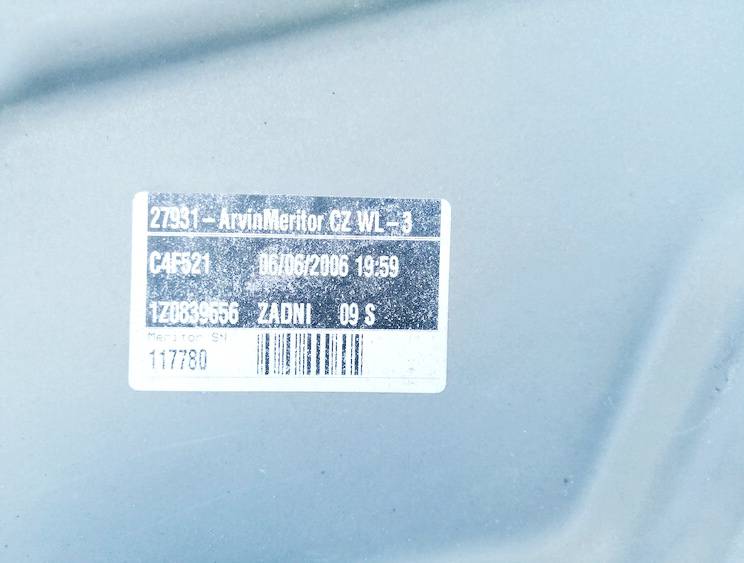 27931-ArvinMeritor CZ WL-3
C4F521 06/06/2006 19:59
1Z0839656 ZADNI 09 S
Meritor SN
117780